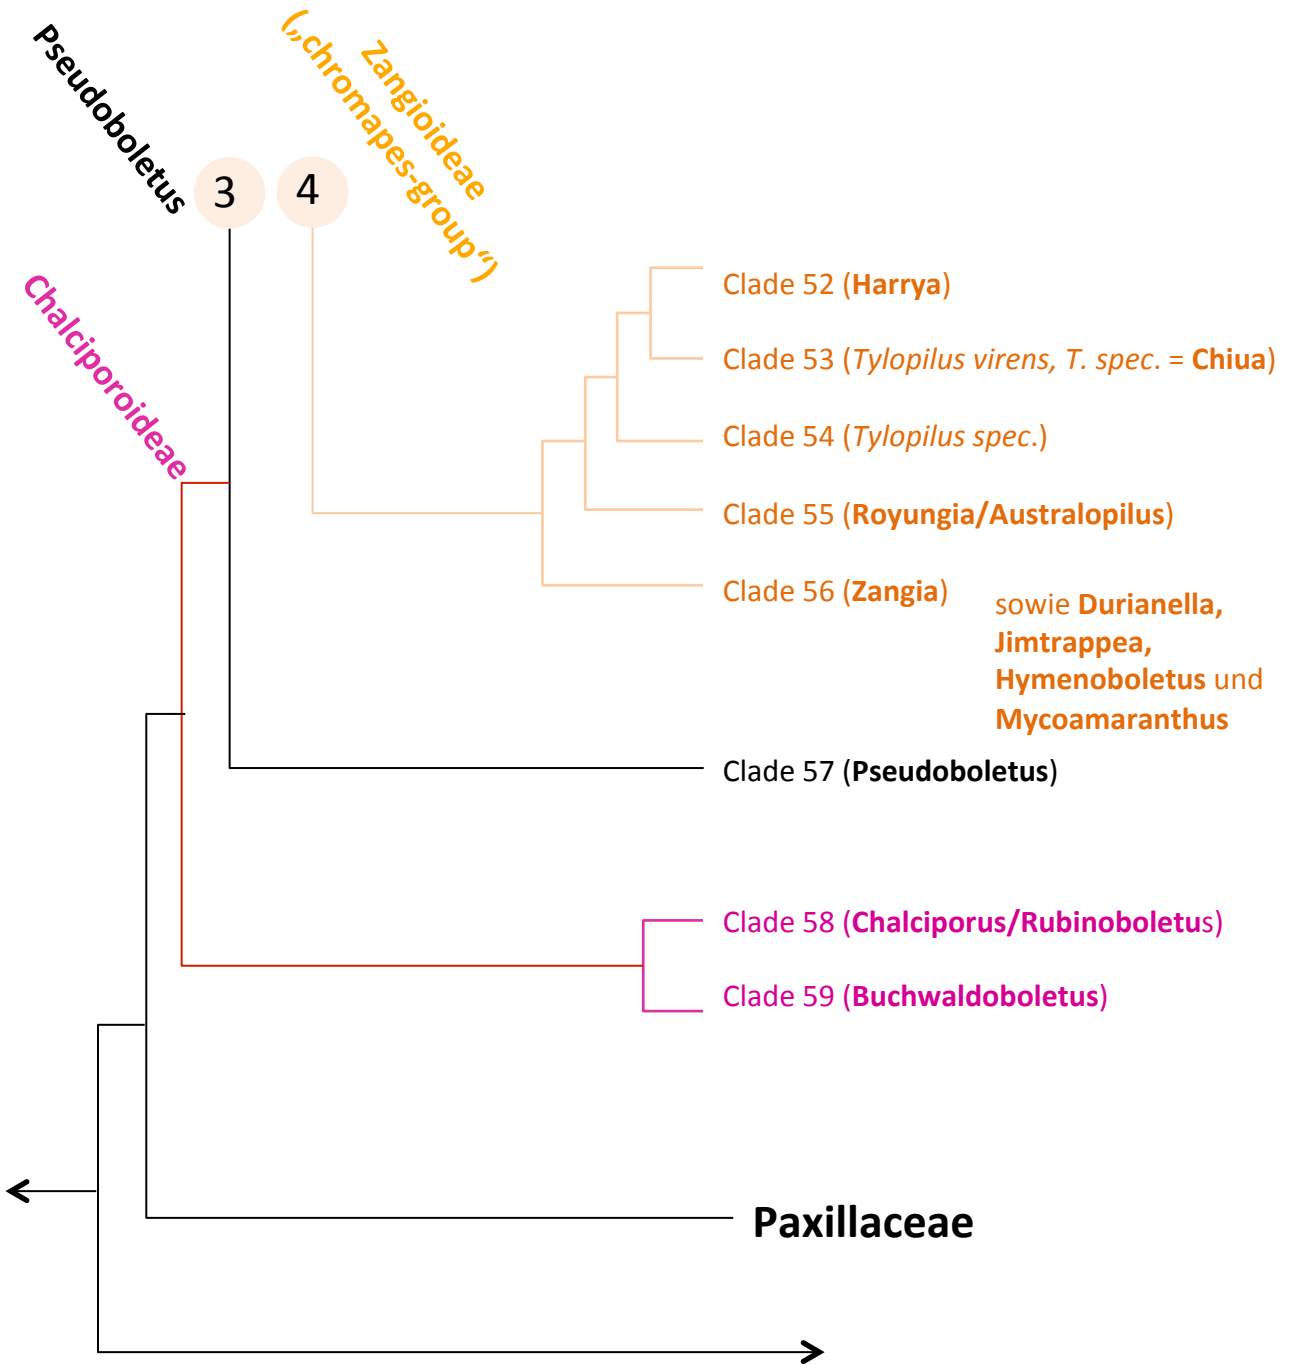 Pseudoboletus
Zangioideae
(„chromapes-group“)
3
4
Chalciporoideae
Clade 52 (Harrya)
Clade 53 (Tylopilus virens, T. spec. = Chiua)
Clade 54 (Tylopilus spec.)
Clade 55 (Royungia/Australopilus)
Clade 56 (Zangia)
sowie Durianella,
Jimtrappea,
Hymenoboletus und
Mycoamaranthus
Clade 57 (Pseudoboletus)
Clade 58 (Chalciporus/Rubinoboletus)
Clade 59 (Buchwaldoboletus)
Paxillaceae